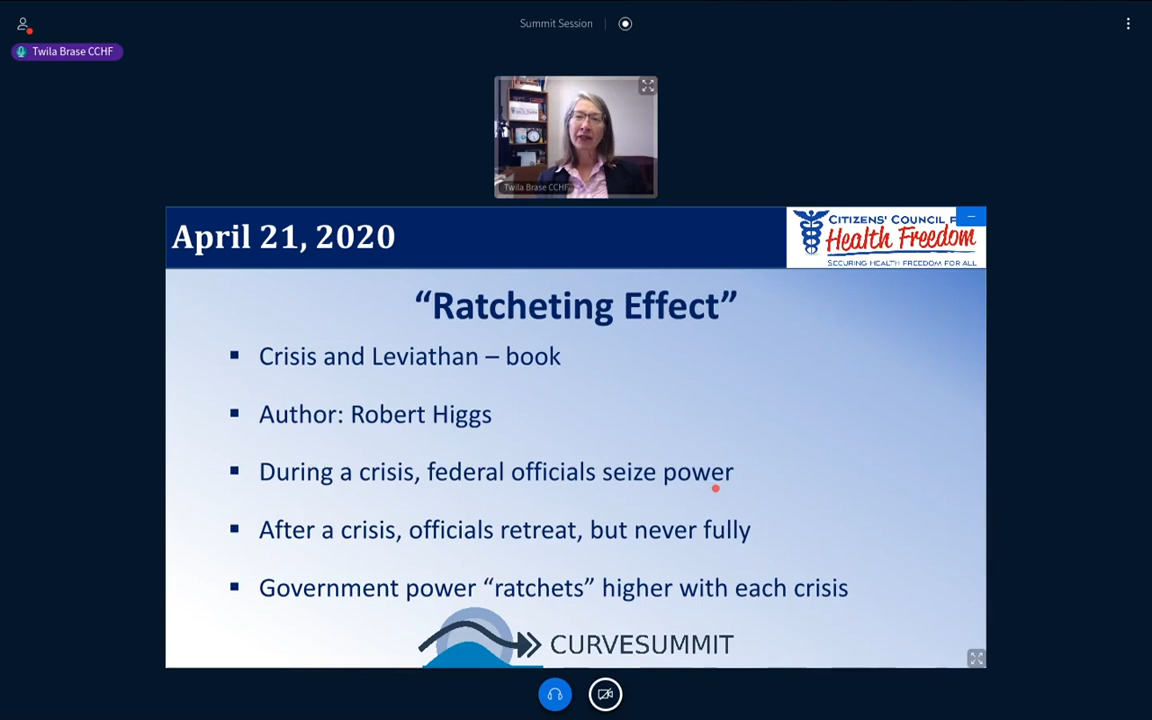 Summit Session
Twila Brase CCHF
Twila Brase CCHF
April 21, 2020
CITIZENS' COUNCIL F
Health Freedom
SECURING HEALTH FREEDOM FOR ALL
“Ratcheting Effect”
▪ Crisis and Leviathan – book
▪ Author: Robert Higgs
▪ During a crisis, federal officials seize power
▪ After a crisis, officials retreat, but never fully
▪ Government power “ratchets” higher with each crisis
CURVESUMMIT